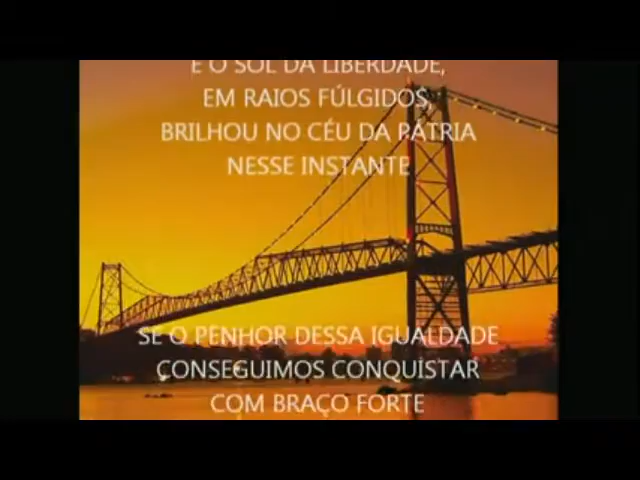 E O SOL DA LIBERDADE,
EM RAIOS FÚLGIDOS,
BRILHOU NO CÉU DA PÁTRIA
NESSE INSTANTE
SE O PENHOR DESSA IGUALDADE
CONSEGUIMOS CONQUISTAR
COM BRAÇO FORTE